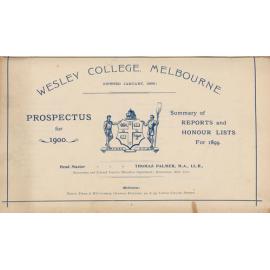 WESLEY COLLEGE, MELBOURNE
(OPENED JANUARY, 1866)
PROSPECTUS
for
1900.
Summary of
REPORTS and
HONOUR LISTS
For 1899.
Head Master - - - THOMAS PALMER, M.A., LL.B.,
Melbourne: